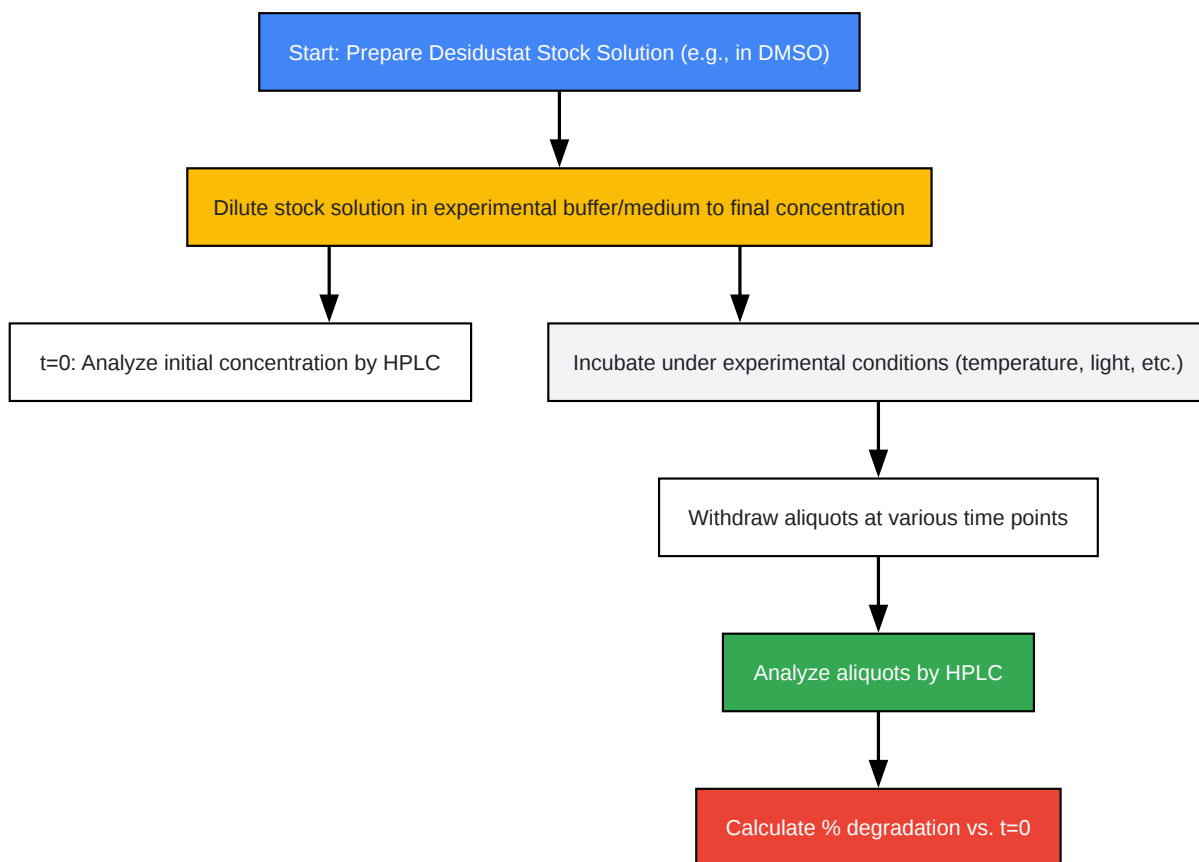 Start: Prepare Desidustat Stock Solution (e.g., in DMSO)
Dilute stock solution in experimental buffer/medium to final concentration
t=0: Analyze initial concentration by HPLC
Incubate under experimental conditions (temperature, light, etc.)
Withdraw aliquots at various time points
Analyze aliquots by HPLC
Calculate % degradation vs. t=0